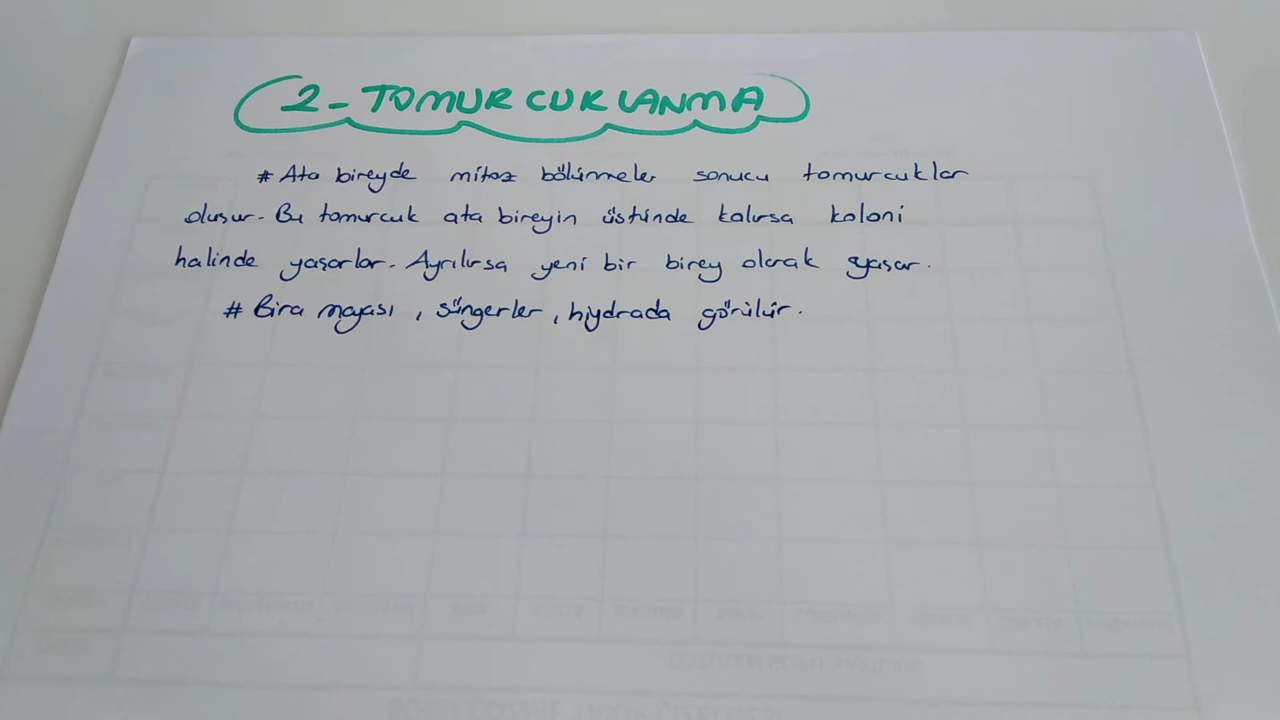 2- TOMURCUKLANMA
# Ata bireyde mitoz bölünmeler sonucu tomurcuklar
oluşur. Bu tomurcuk ata bireyin üstünde kalırsa koloni
halinde yaşarlar. Ayrılırsa yeni bir birey olarak yaşar.
# Bira mayası, süngerler, hiydrada görülür.